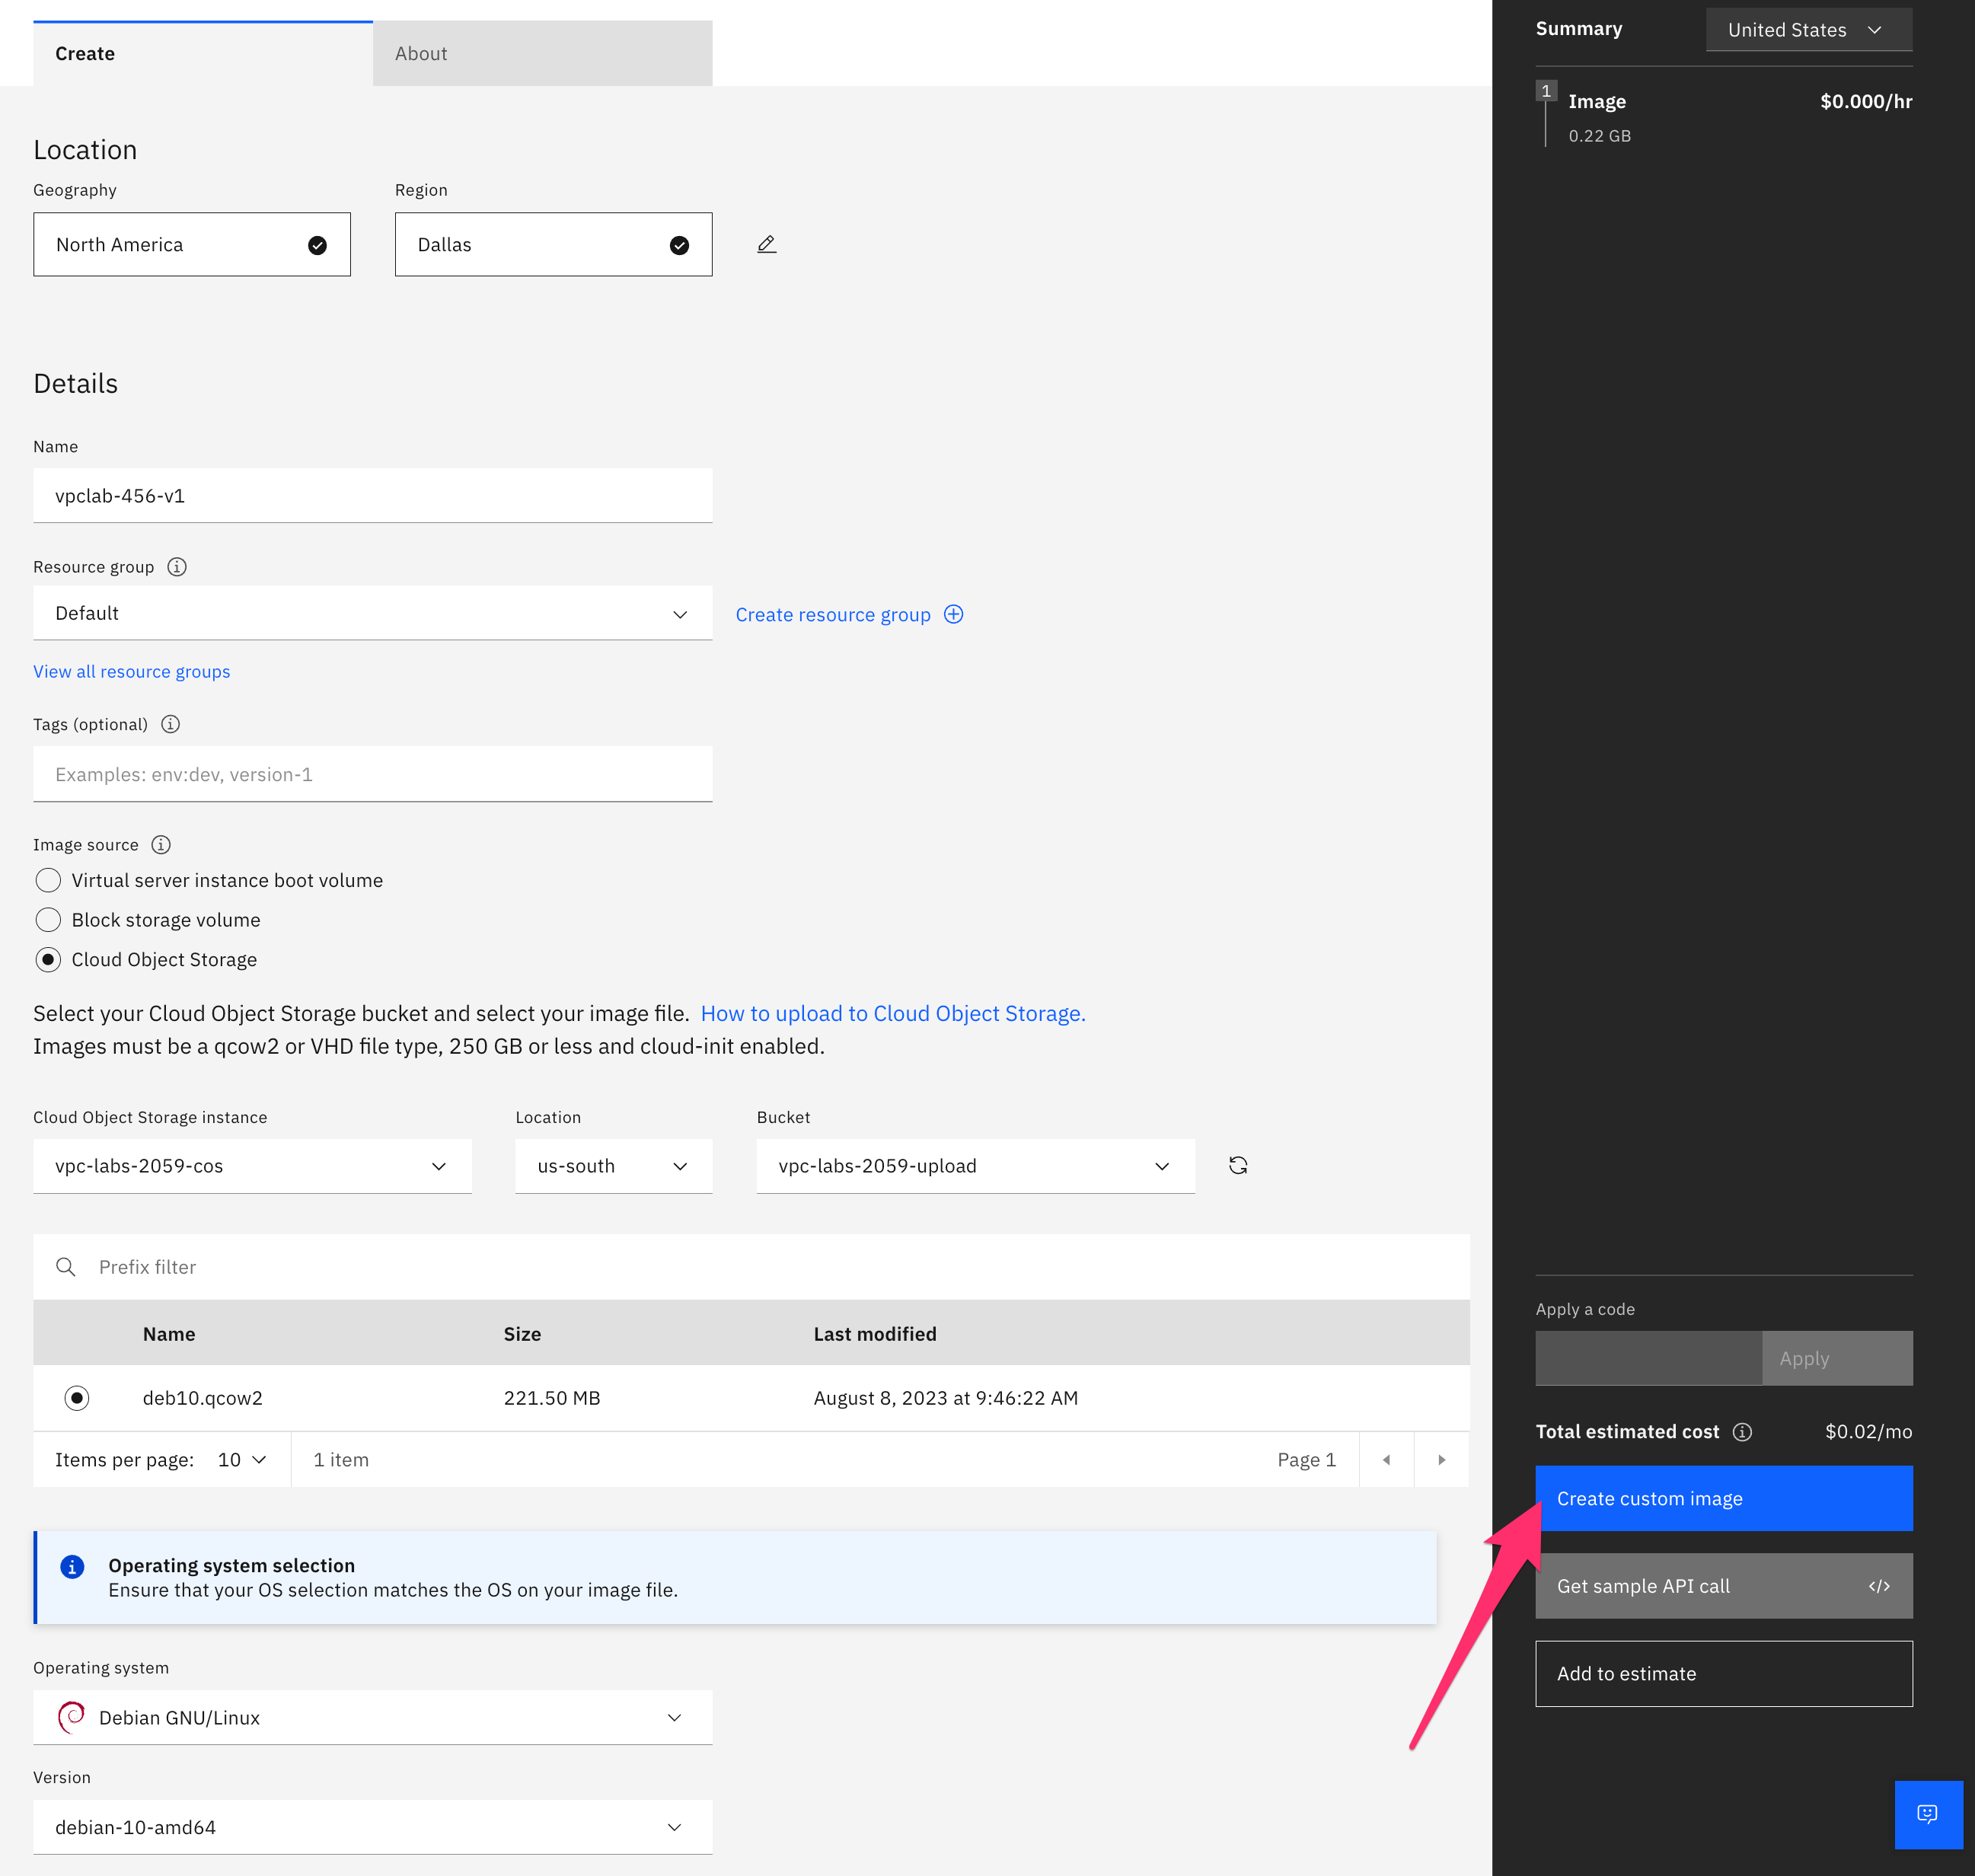 Create
About
Location
Geography
Region
North America
Dallas
Details
Name
vpclab-456-v1
Resource group
Default
Create resource group
View all resource groups
Tags (optional)
Examples: env:dev, version-1
Image source
Virtual server instance boot volume
Block storage volume
Cloud Object Storage
Select your Cloud Object Storage bucket and select your image file. How to upload to Cloud Object Storage.
Images must be a qcow2 or VHD file type, 250 GB or less and cloud-init enabled.
Cloud Object Storage instance
Location
Bucket
vpc-labs-2059-cos
us-south
vpc-labs-2059-upload
Prefix filter
Name Size Last modified
deb10.qcow2 221.50 MB August 8, 2023 at 9:46:22 AM
Items per page: 10 1 item Page 1
Operating system selection
Ensure that your OS selection matches the OS on your image file.
Operating system
Debian GNU/Linux
Version
debian-10-amd64
Summary
United States
1
Image $0.000/hr
0.22 GB
Apply a code
Apply
Total estimated cost $0.02/mo
Create custom image
Get sample API call
Add to estimate